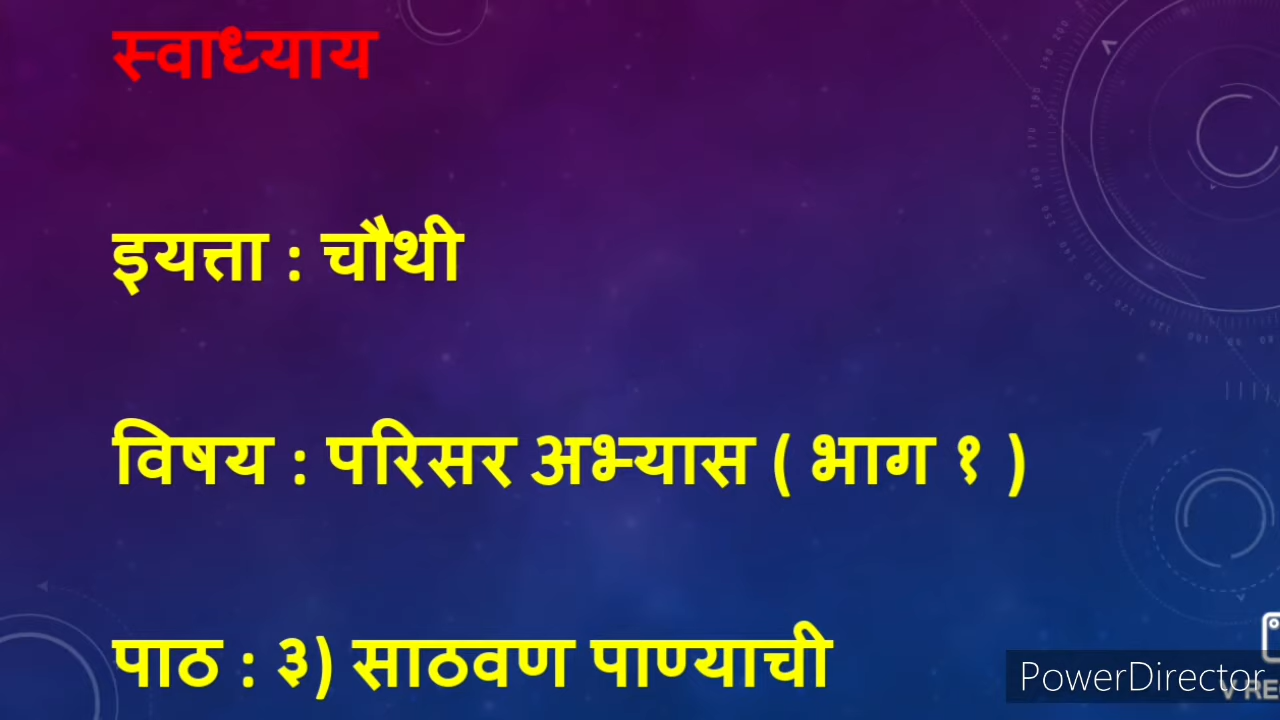 स्वाध्याय
इयत्ता : चौथी
विषय : परिसर अभ्यास ( भाग १ )
पाठ : ३) साठवण पाण्याची
PowerDirector